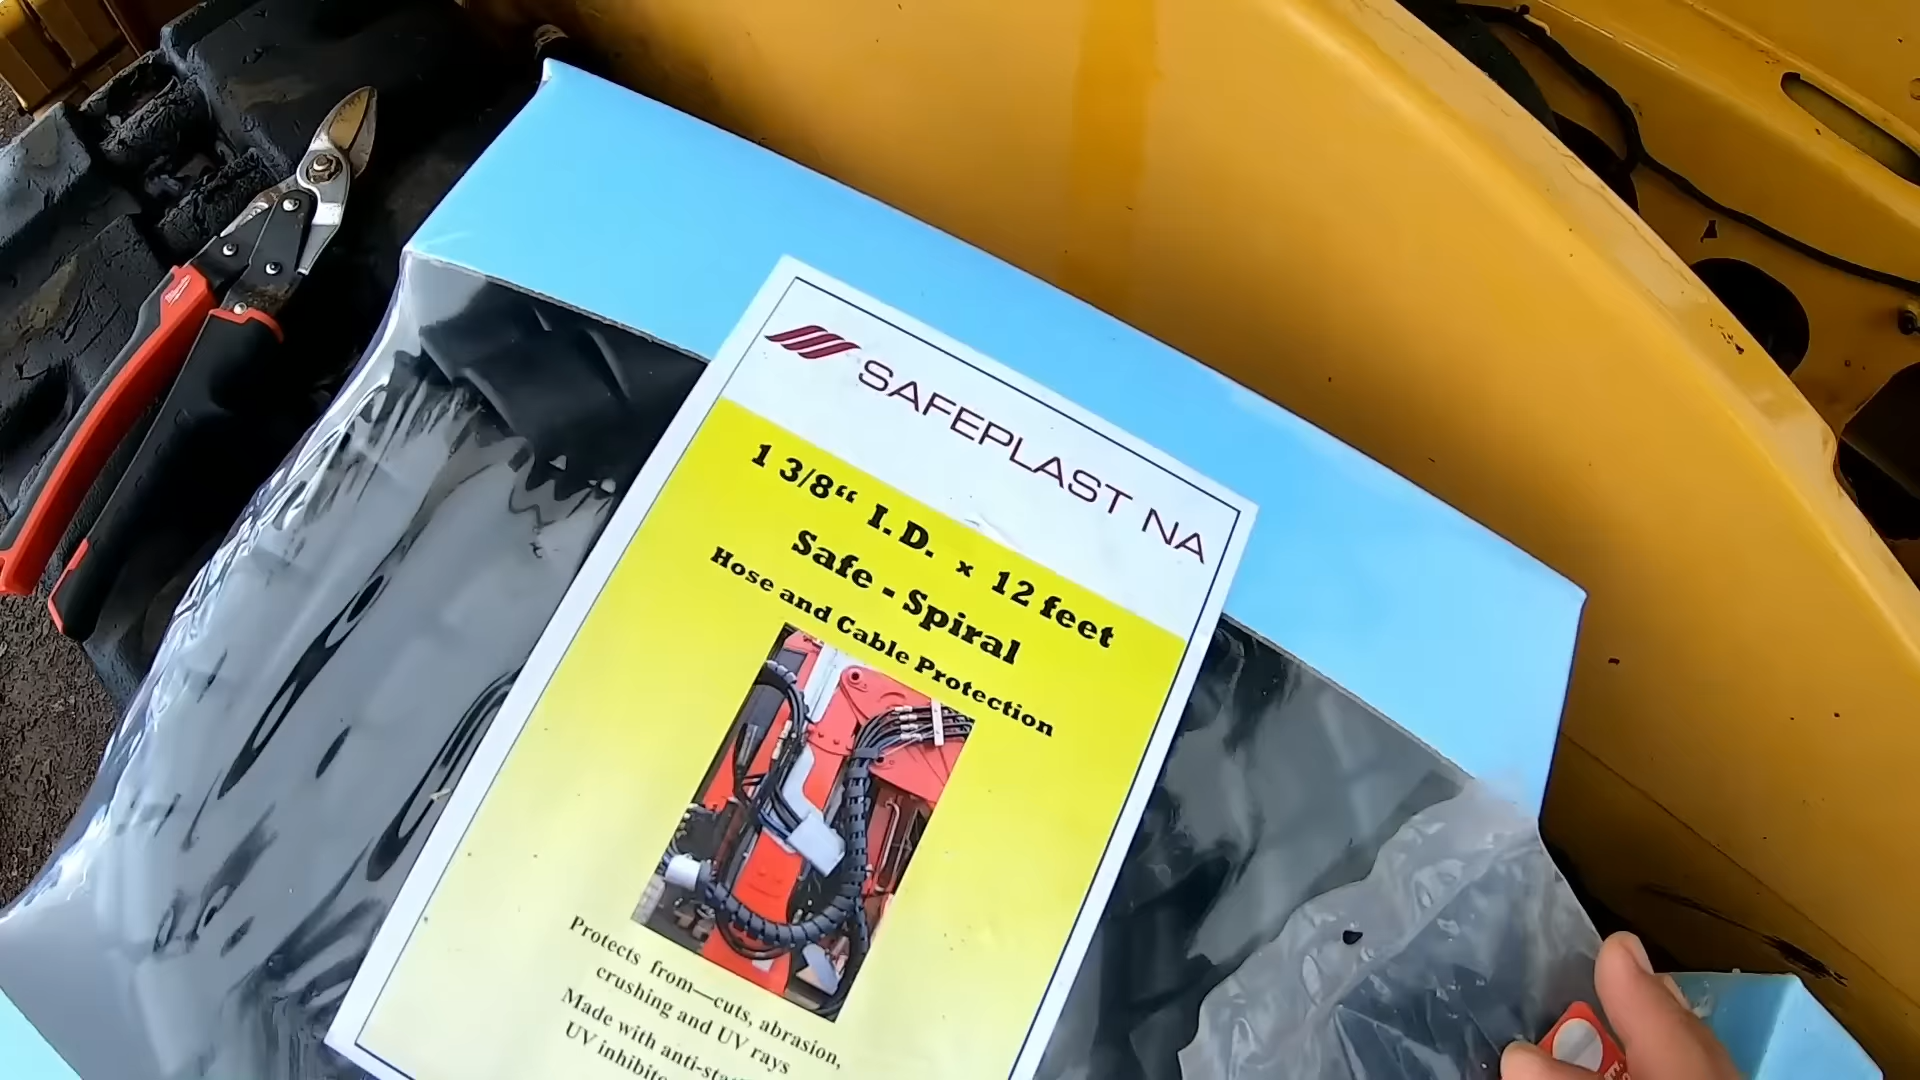 SAFEPLAST NA
1 3/8“ I.D. x 12 feet
Safe - Spiral
Hose and Cable Protection
Protects from—cuts, abrasion,
crushing and UV rays
Made with anti-stat
UV inhibit